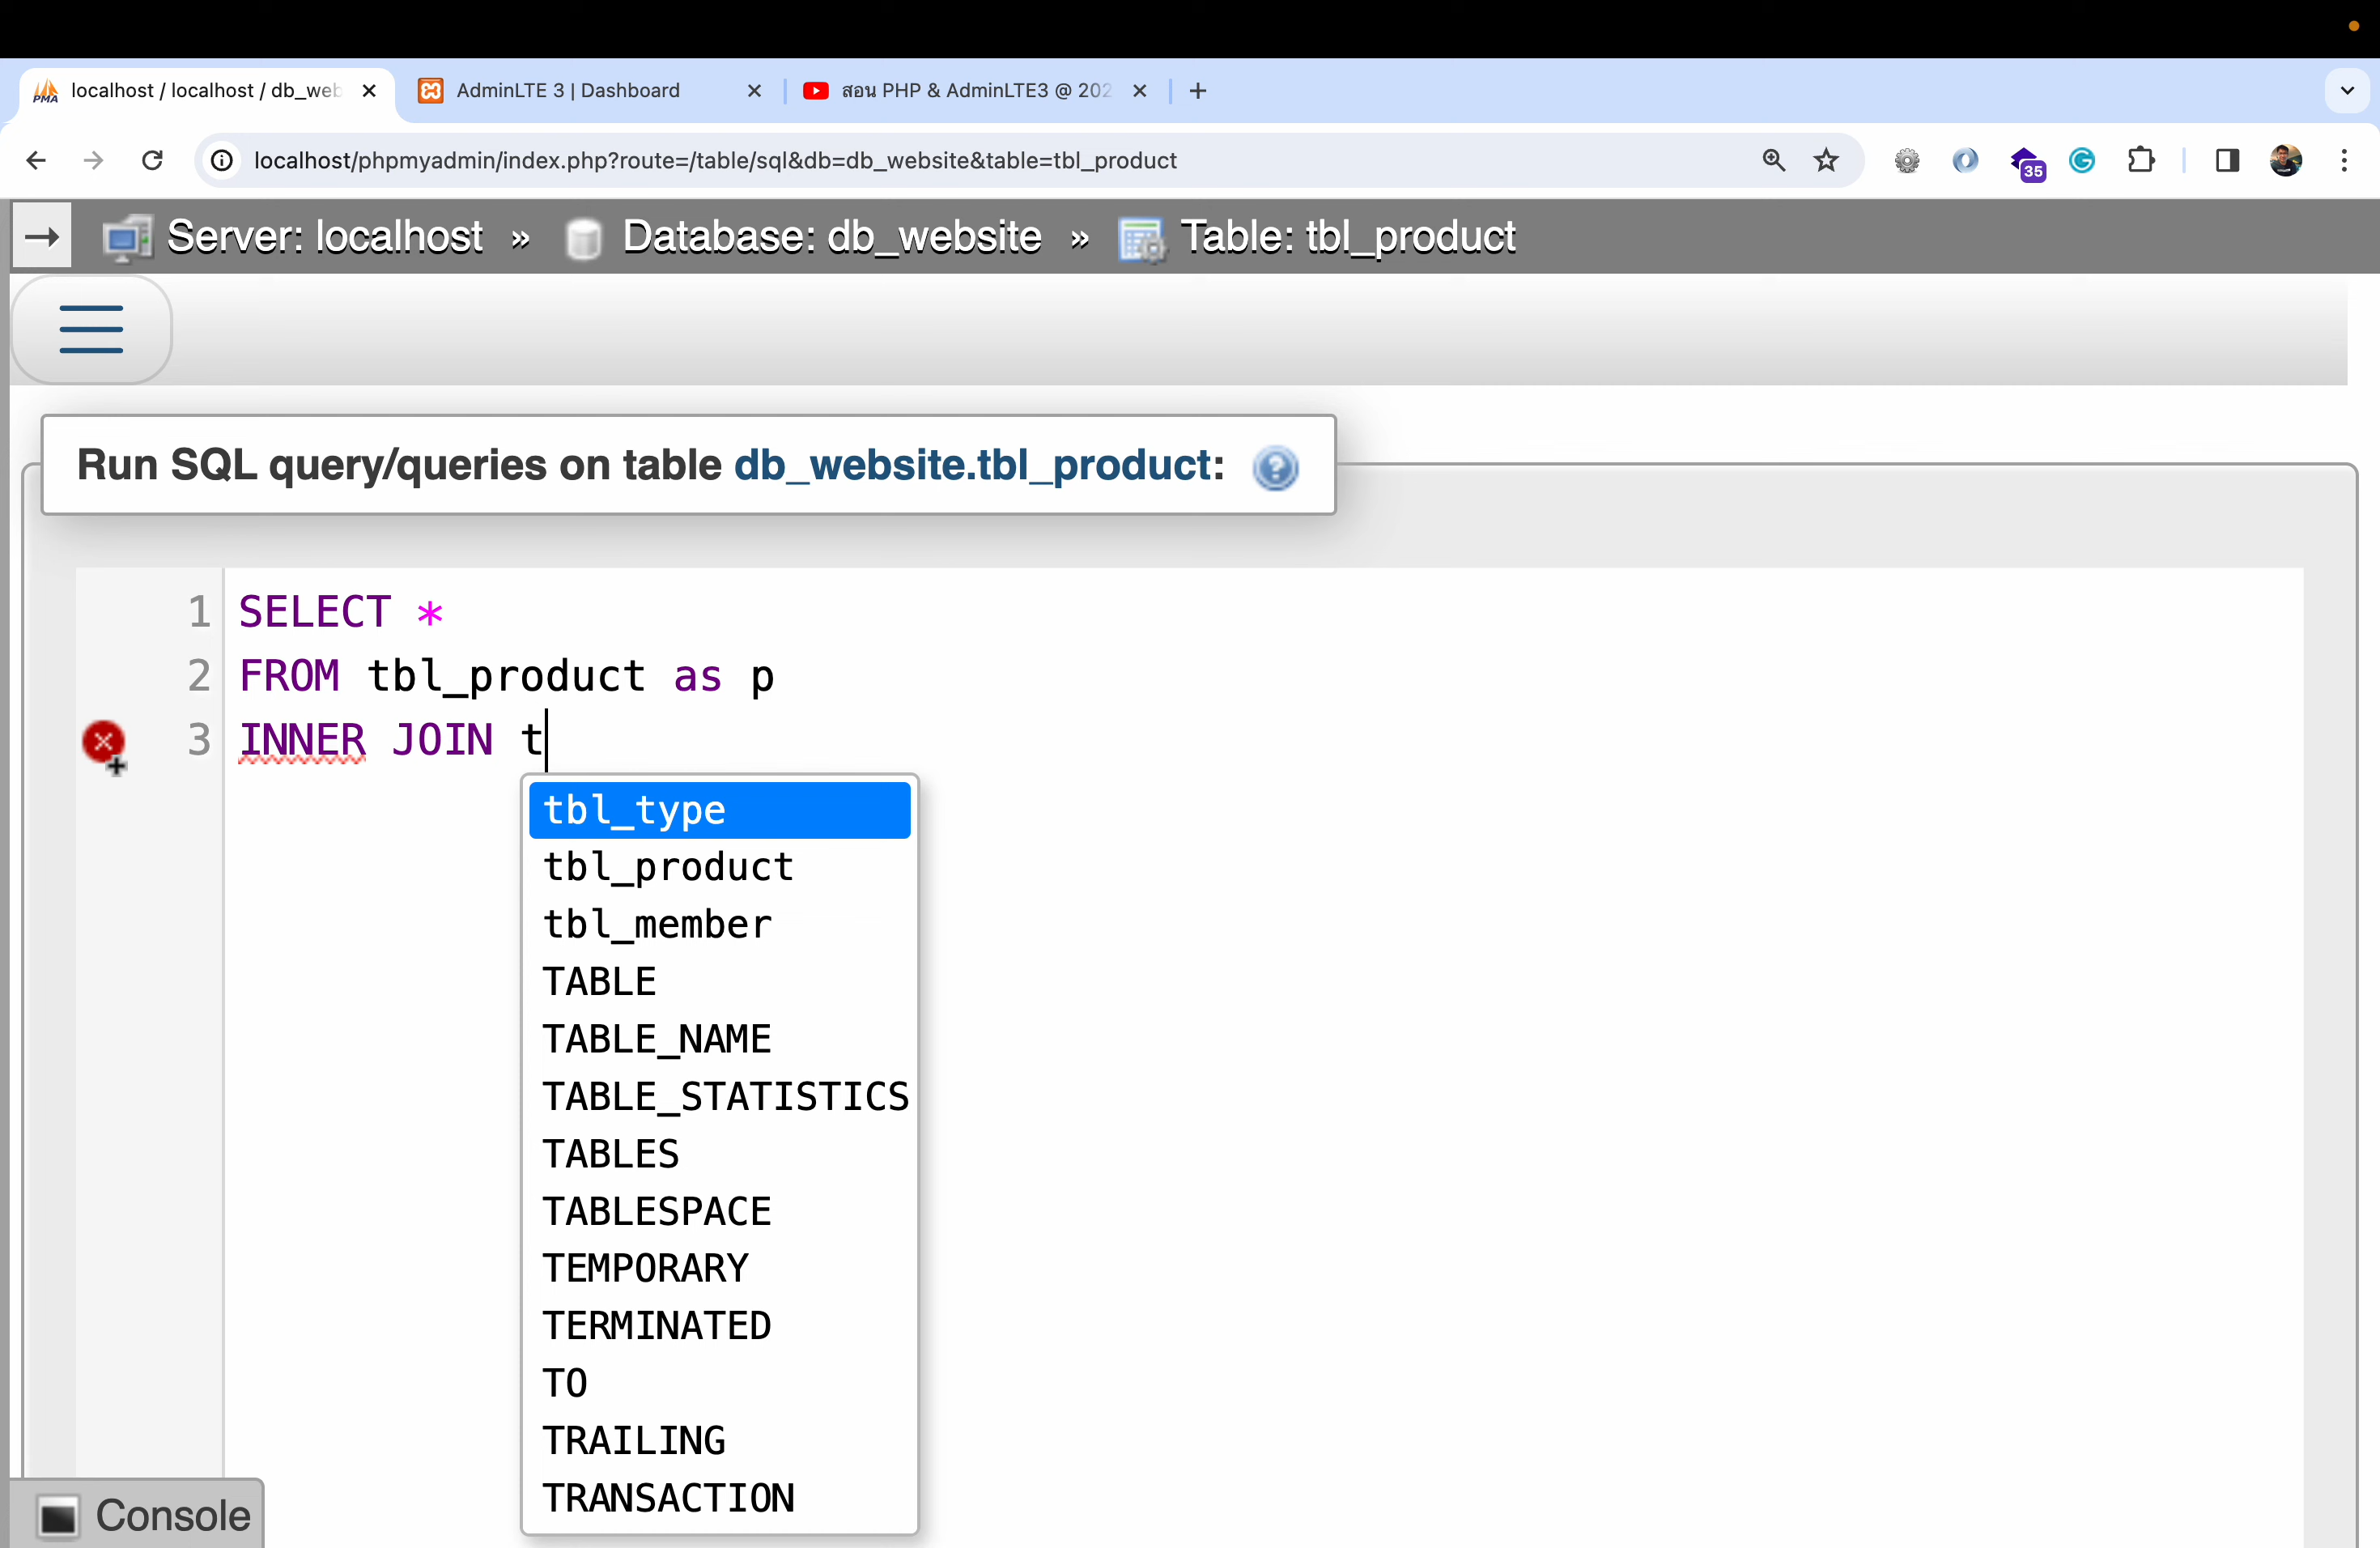 localhost / localhost / db_web
AdminLTE 3 | Dashboard
สอน PHP & AdminLTE3 @ 202
localhost/phpmyadmin/index.php?route=/table/sql&db=db_website&table=tbl_product
35
Server: localhost » Database: db_website » Table: tbl_product
Run SQL query/queries on table db_website.tbl_product:
1 SELECT *
2 FROM tbl_product as p
3 INNER JOIN t
tbl_type
tbl_product
tbl_member
TABLE
TABLE_NAME
TABLE_STATISTICS
TABLES
TABLESPACE
TEMPORARY
TERMINATED
TO
TRAILING
TRANSACTION
Console